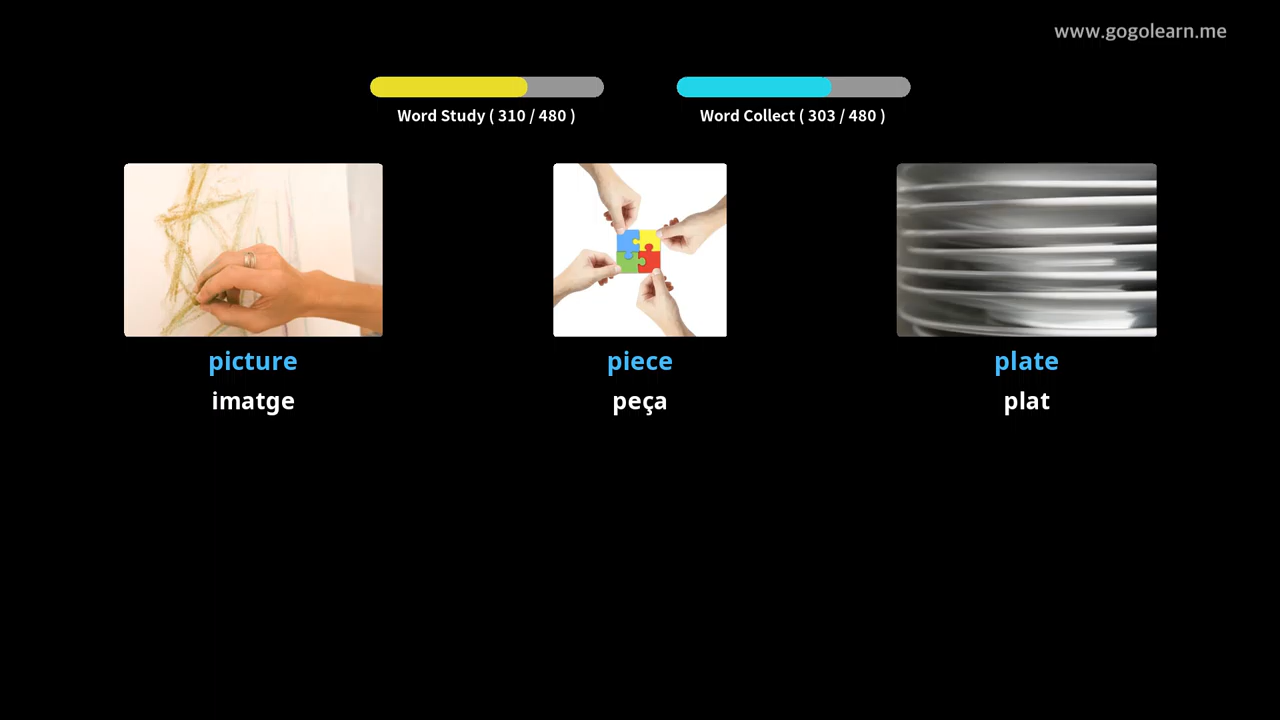 www.gogolearn.me
Word Study ( 310 / 480 )
Word Collect ( 303 / 480 )
picture
imatge
piece
peça
plate
plat